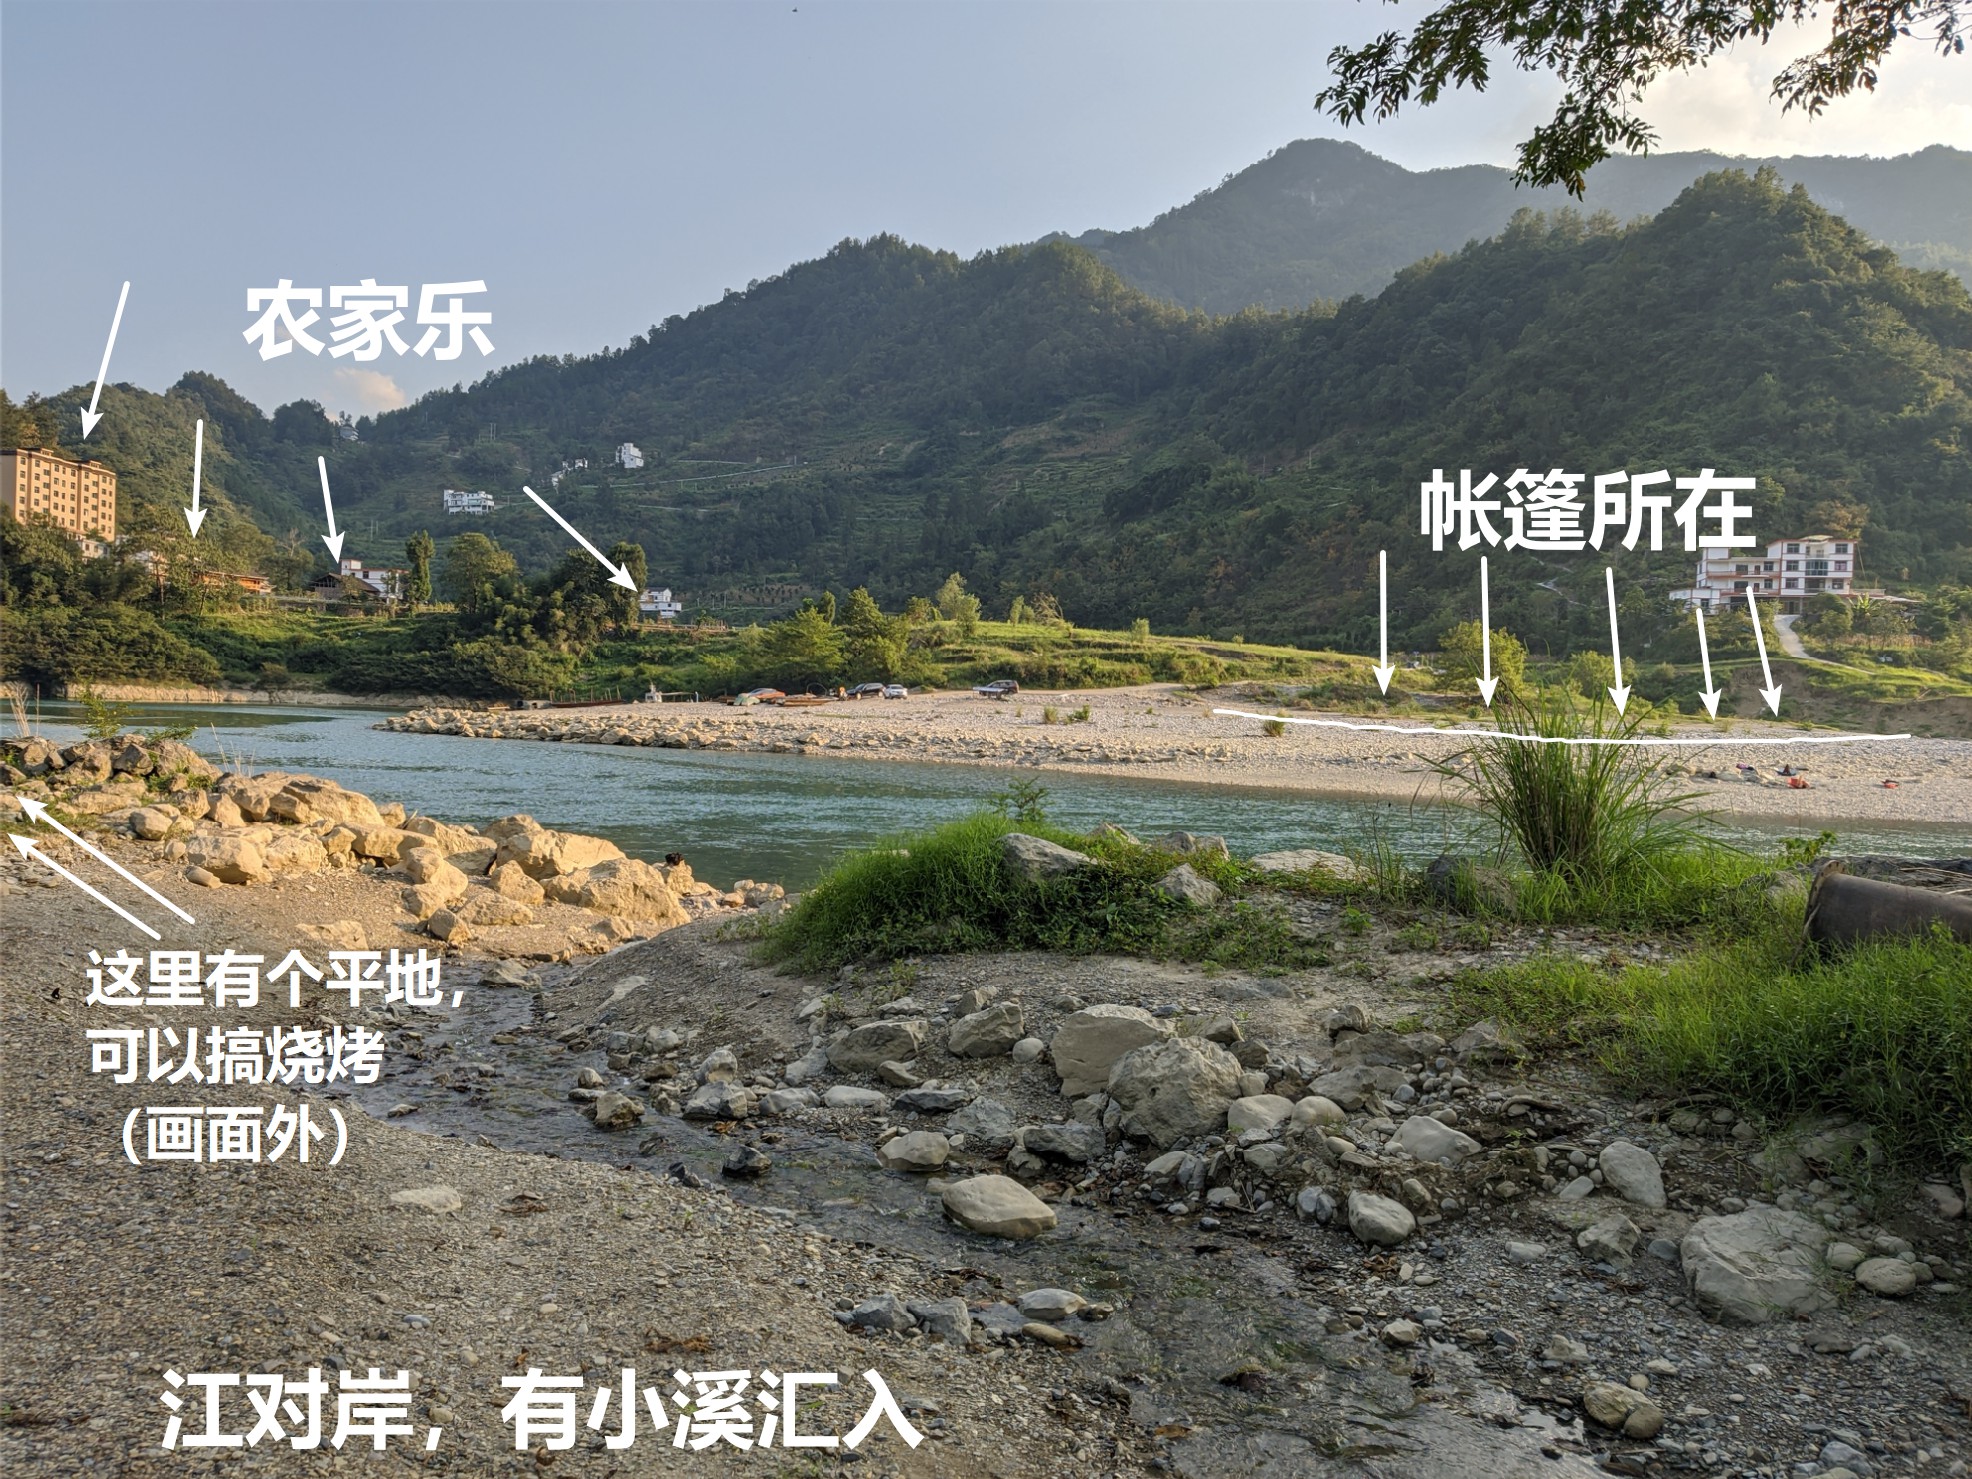 农家乐
帐篷所在
这里有个平地，
可以搞烧烤
（画面外）
江对岸，有小溪汇入